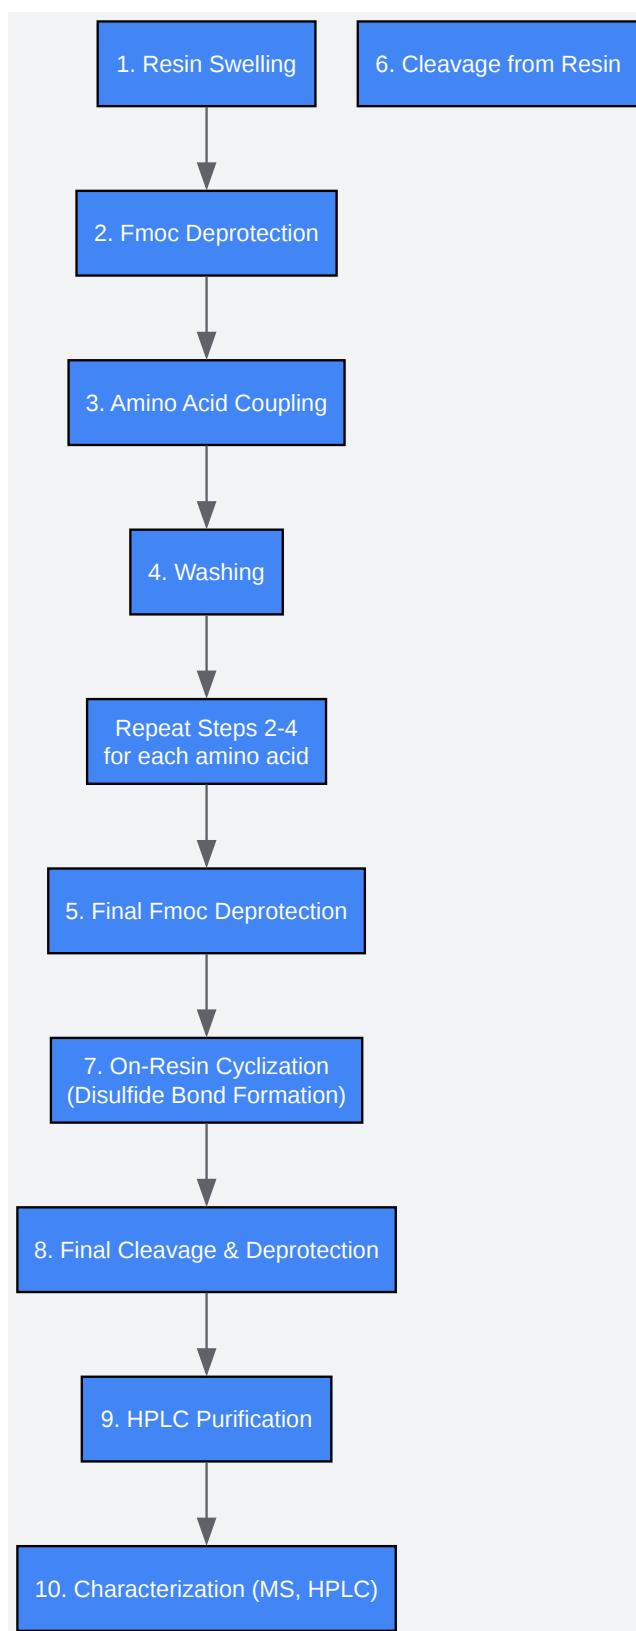 1. Resin Swelling
6. Cleavage from Resin
2. Fmoc Deprotection
3. Amino Acid Coupling
4. Washing
Repeat Steps 2-4
for each amino acid
5. Final Fmoc Deprotection
7. On-Resin Cyclization
(Disulfide Bond Formation)
8. Final Cleavage & Deprotection
9. HPLC Purification
10. Characterization (MS, HPLC)